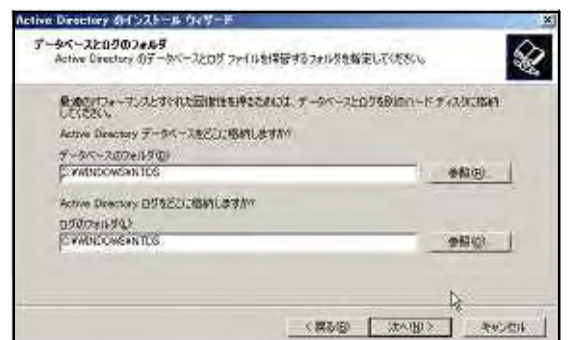 Active Directory のインストール ウィザード
データベースとログのフォルダ
Active Directory のデータベースとログ ファイルを保管するフォルダを指定してください。
最適なパフォーマンスとすぐれた回復性を得るためには、データベースとログを別のハード ディスクに格納
してください。
Active Directory データベースをどこに格納しますか?
データベースのフォルダ(D):
C:¥WINDOWS¥NTDS
参照(R)...
Active Directory ログをどこに格納しますか?
ログのフォルダ(L):
C:¥WINDOWS¥NTDS
参照(O)...
< 戻る(B)
次へ(N) >
キャンセル